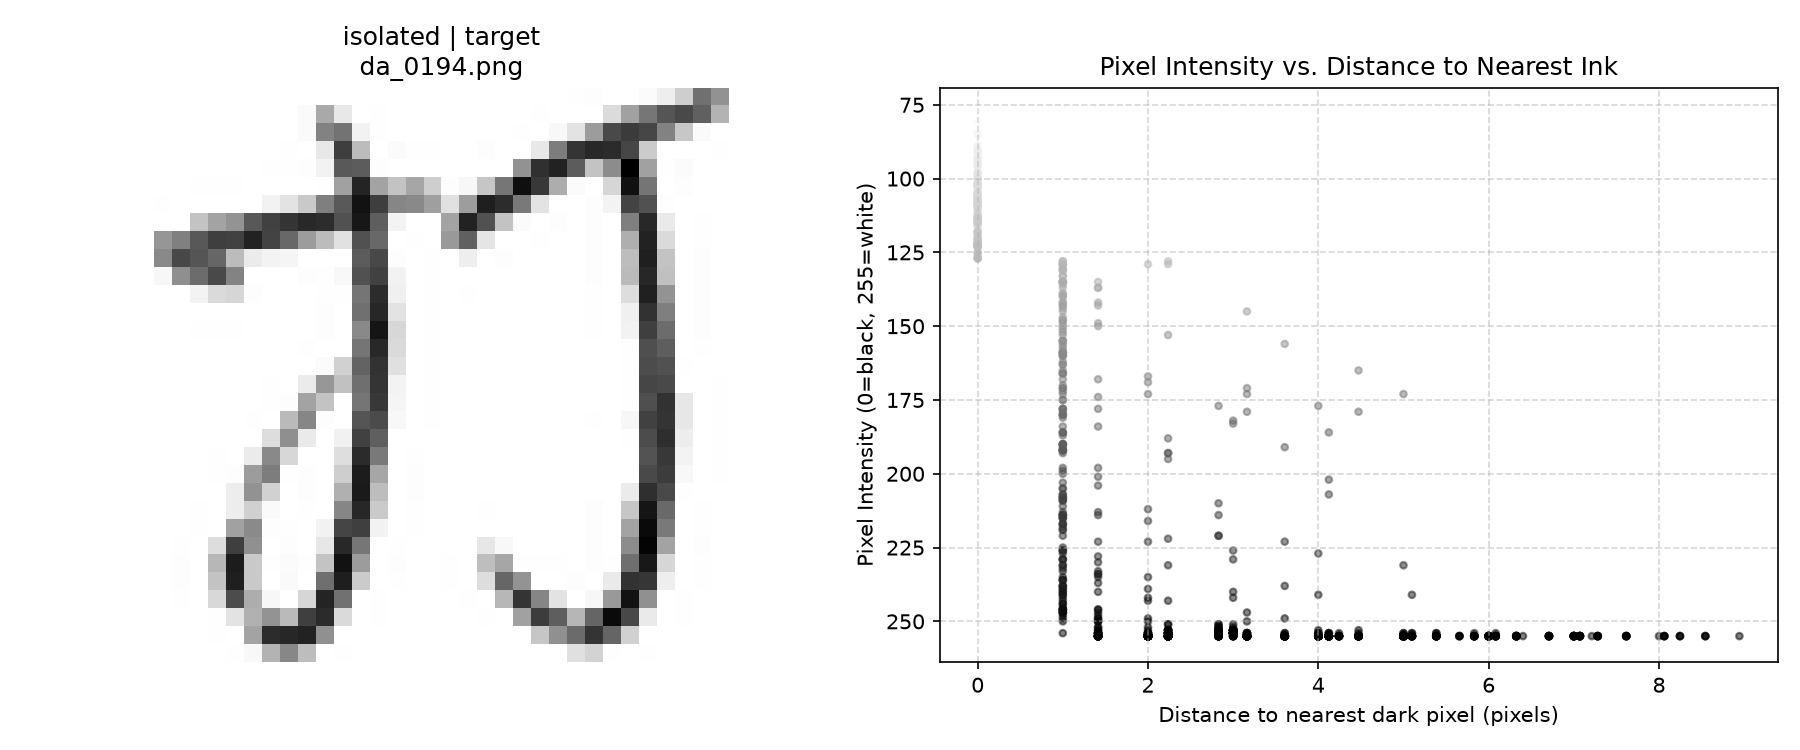 isolated | target
da_0194.png
Pixel Intensity vs. Distance to Nearest Ink
75
100
125
150
175
200
225
250
Pixel Intensity (0=black, 255=white)
0 2 4 6 8
Distance to nearest dark pixel (pixels)